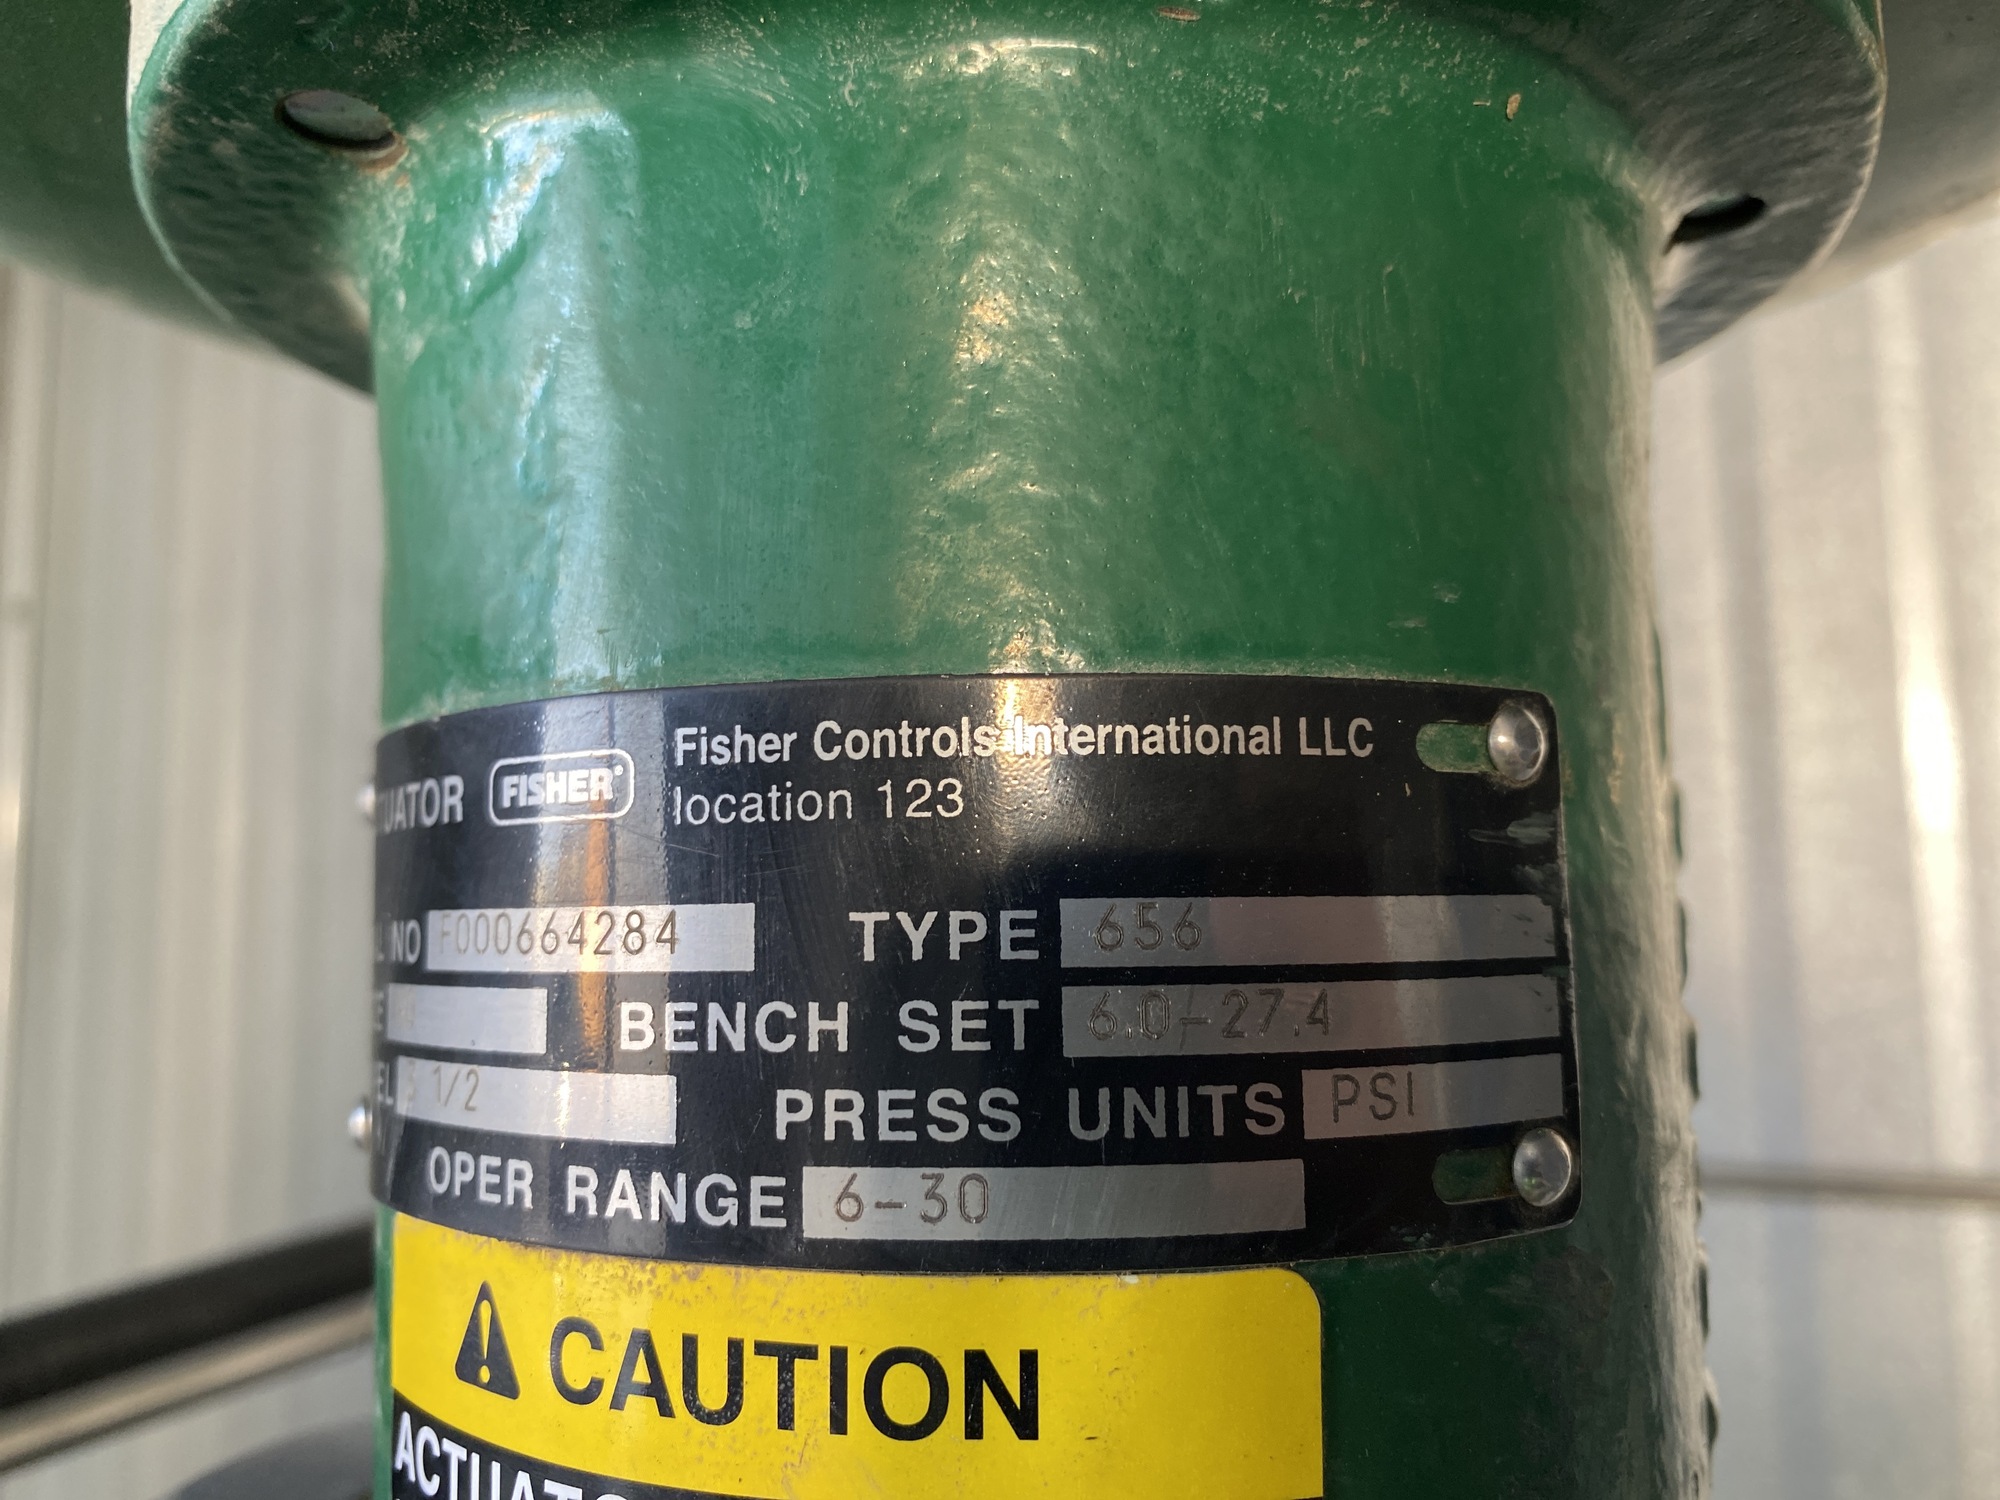 UATOR FISHER Fisher Controls International LLC
location 123
L NO F000664284 TYPE 656
E BENCH SET 6.0-27.4
EL 3 1/2 PRESS UNITS PSI
OPER RANGE 6-30
CAUTION
ACTUATO